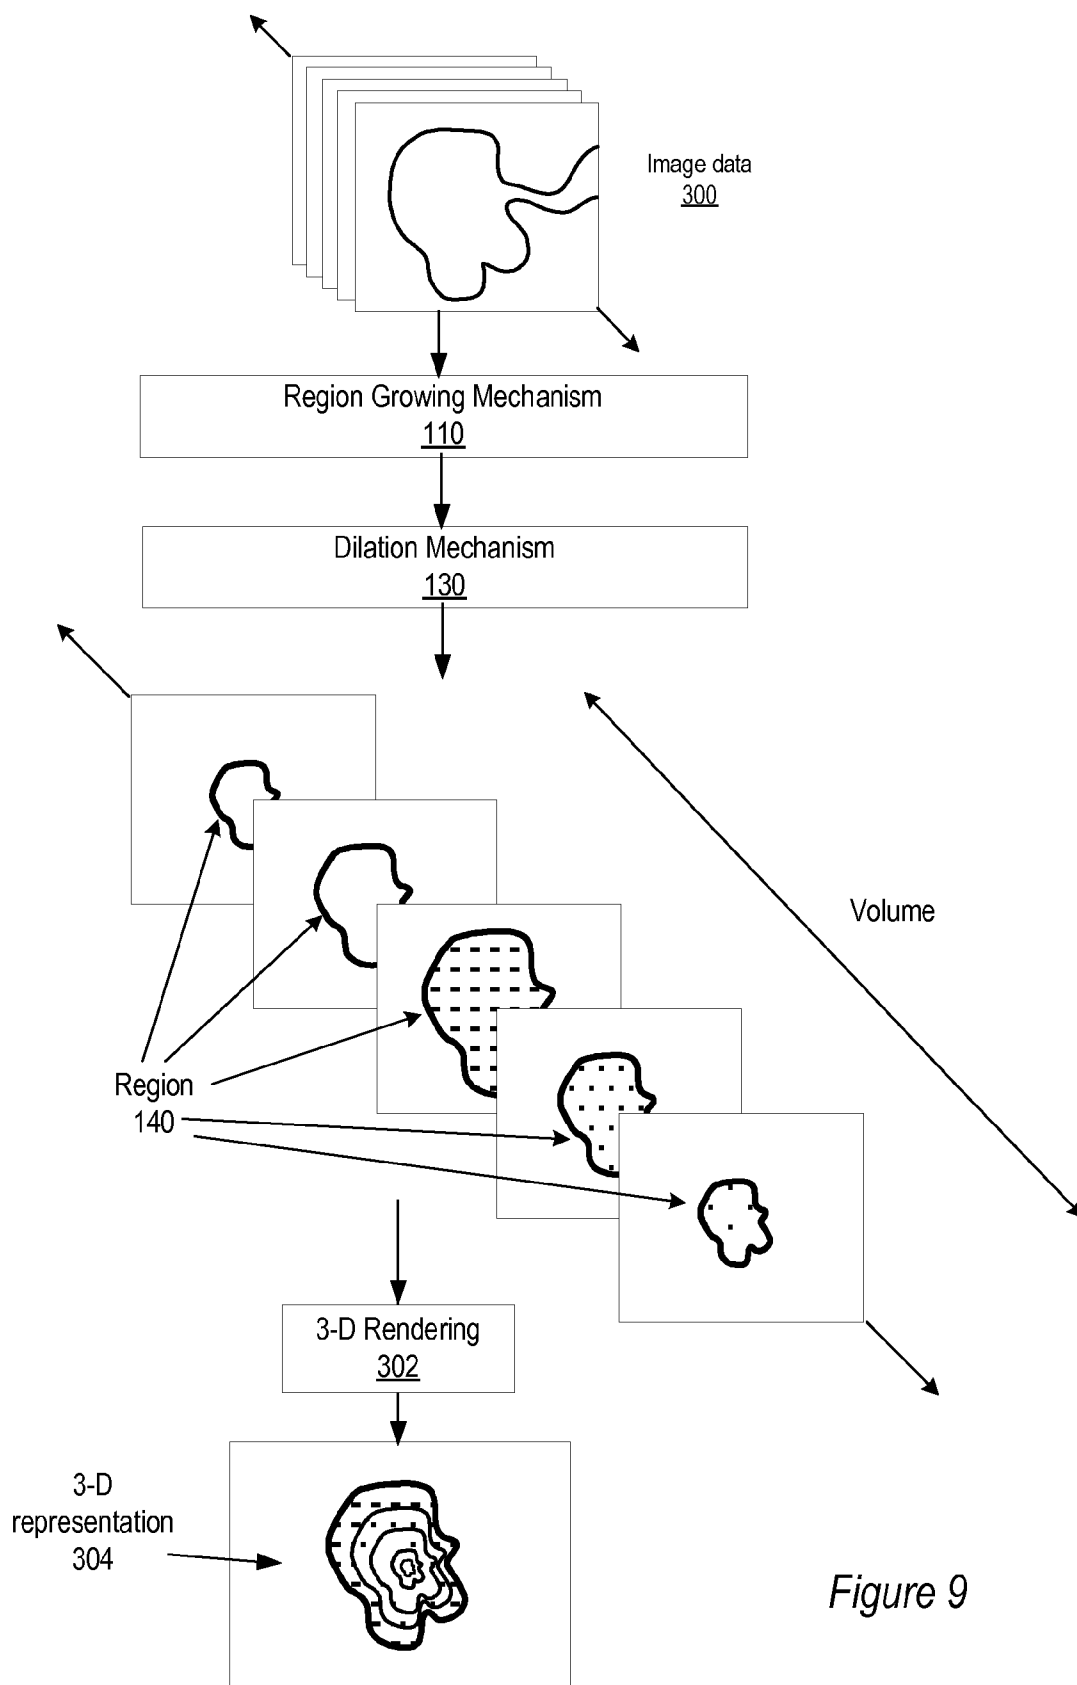 Image data
300
Region Growing Mechanism
110
Dilation Mechanism
130
Volume
Region
140
3-D Rendering
302
3-D
representation
304
Figure 9